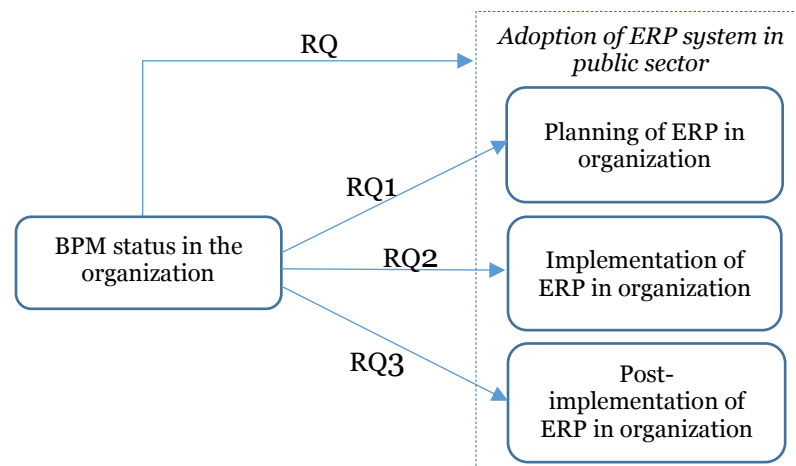 RQ
Adoption of ERP system in
public sector
Planning of ERP in
organization
RQ1
BPM status in the
organization
RQ2
Implementation of
ERP in organization
RQ3
Post-
implementation of
ERP in organization